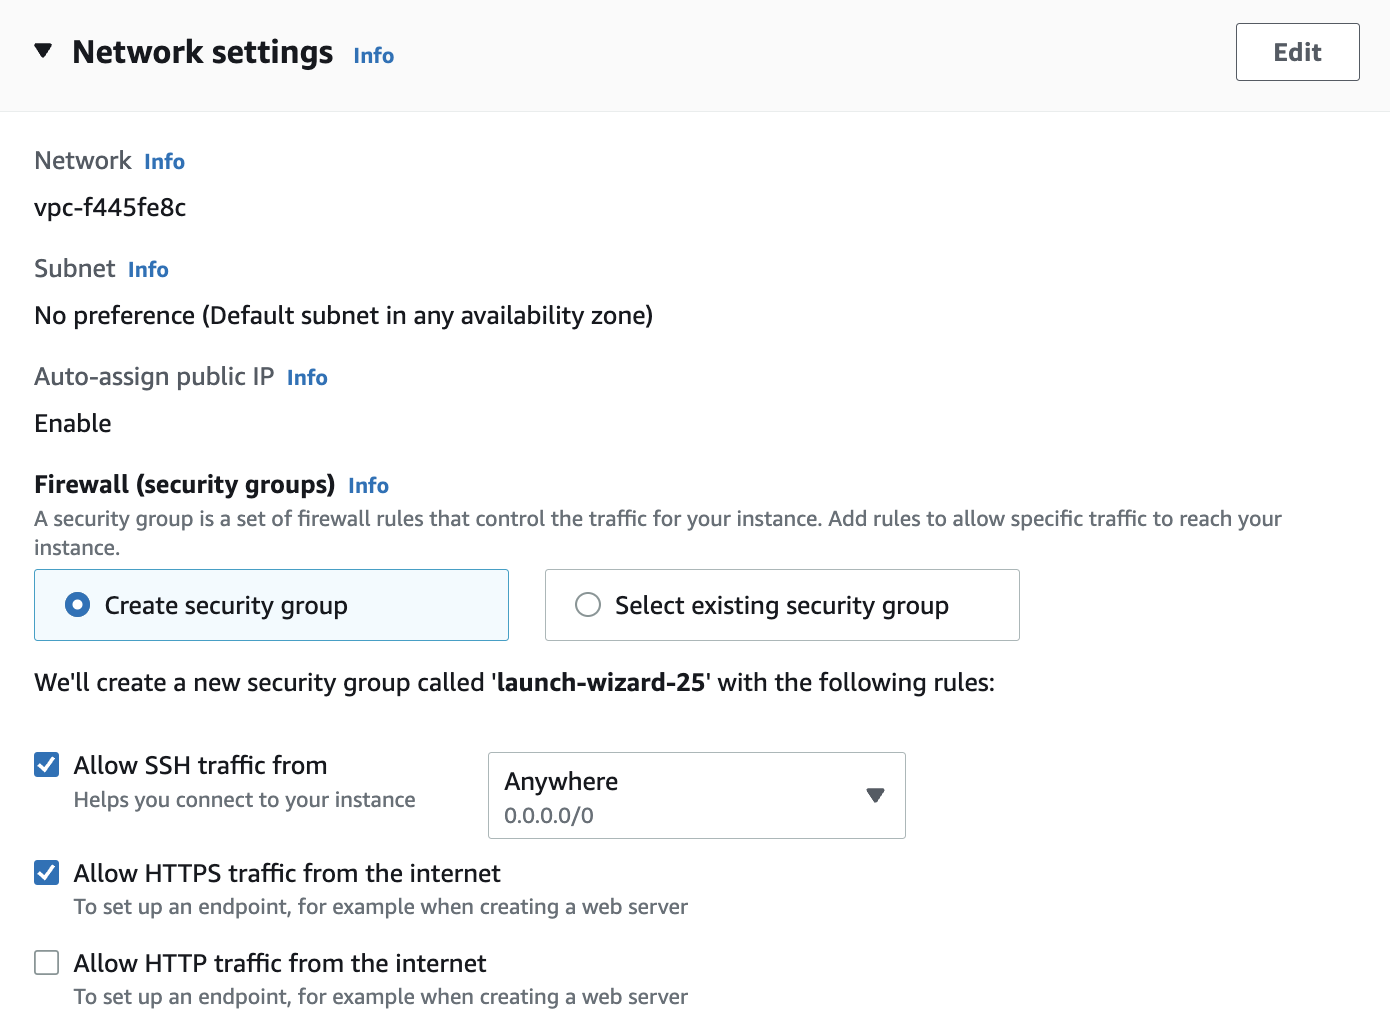 Network settings Info
Edit
Network Info
vpc-f445fe8c
Subnet Info
No preference (Default subnet in any availability zone)
Auto-assign public IP Info
Enable
Firewall (security groups) Info
A security group is a set of firewall rules that control the traffic for your instance. Add rules to allow specific traffic to reach your
instance.
Create security group
Select existing security group
We'll create a new security group called 'launch-wizard-25' with the following rules:
Allow SSH traffic from
Helps you connect to your instance
Anywhere
0.0.0.0/0
Allow HTTPS traffic from the internet
To set up an endpoint, for example when creating a web server
Allow HTTP traffic from the internet
To set up an endpoint, for example when creating a web server